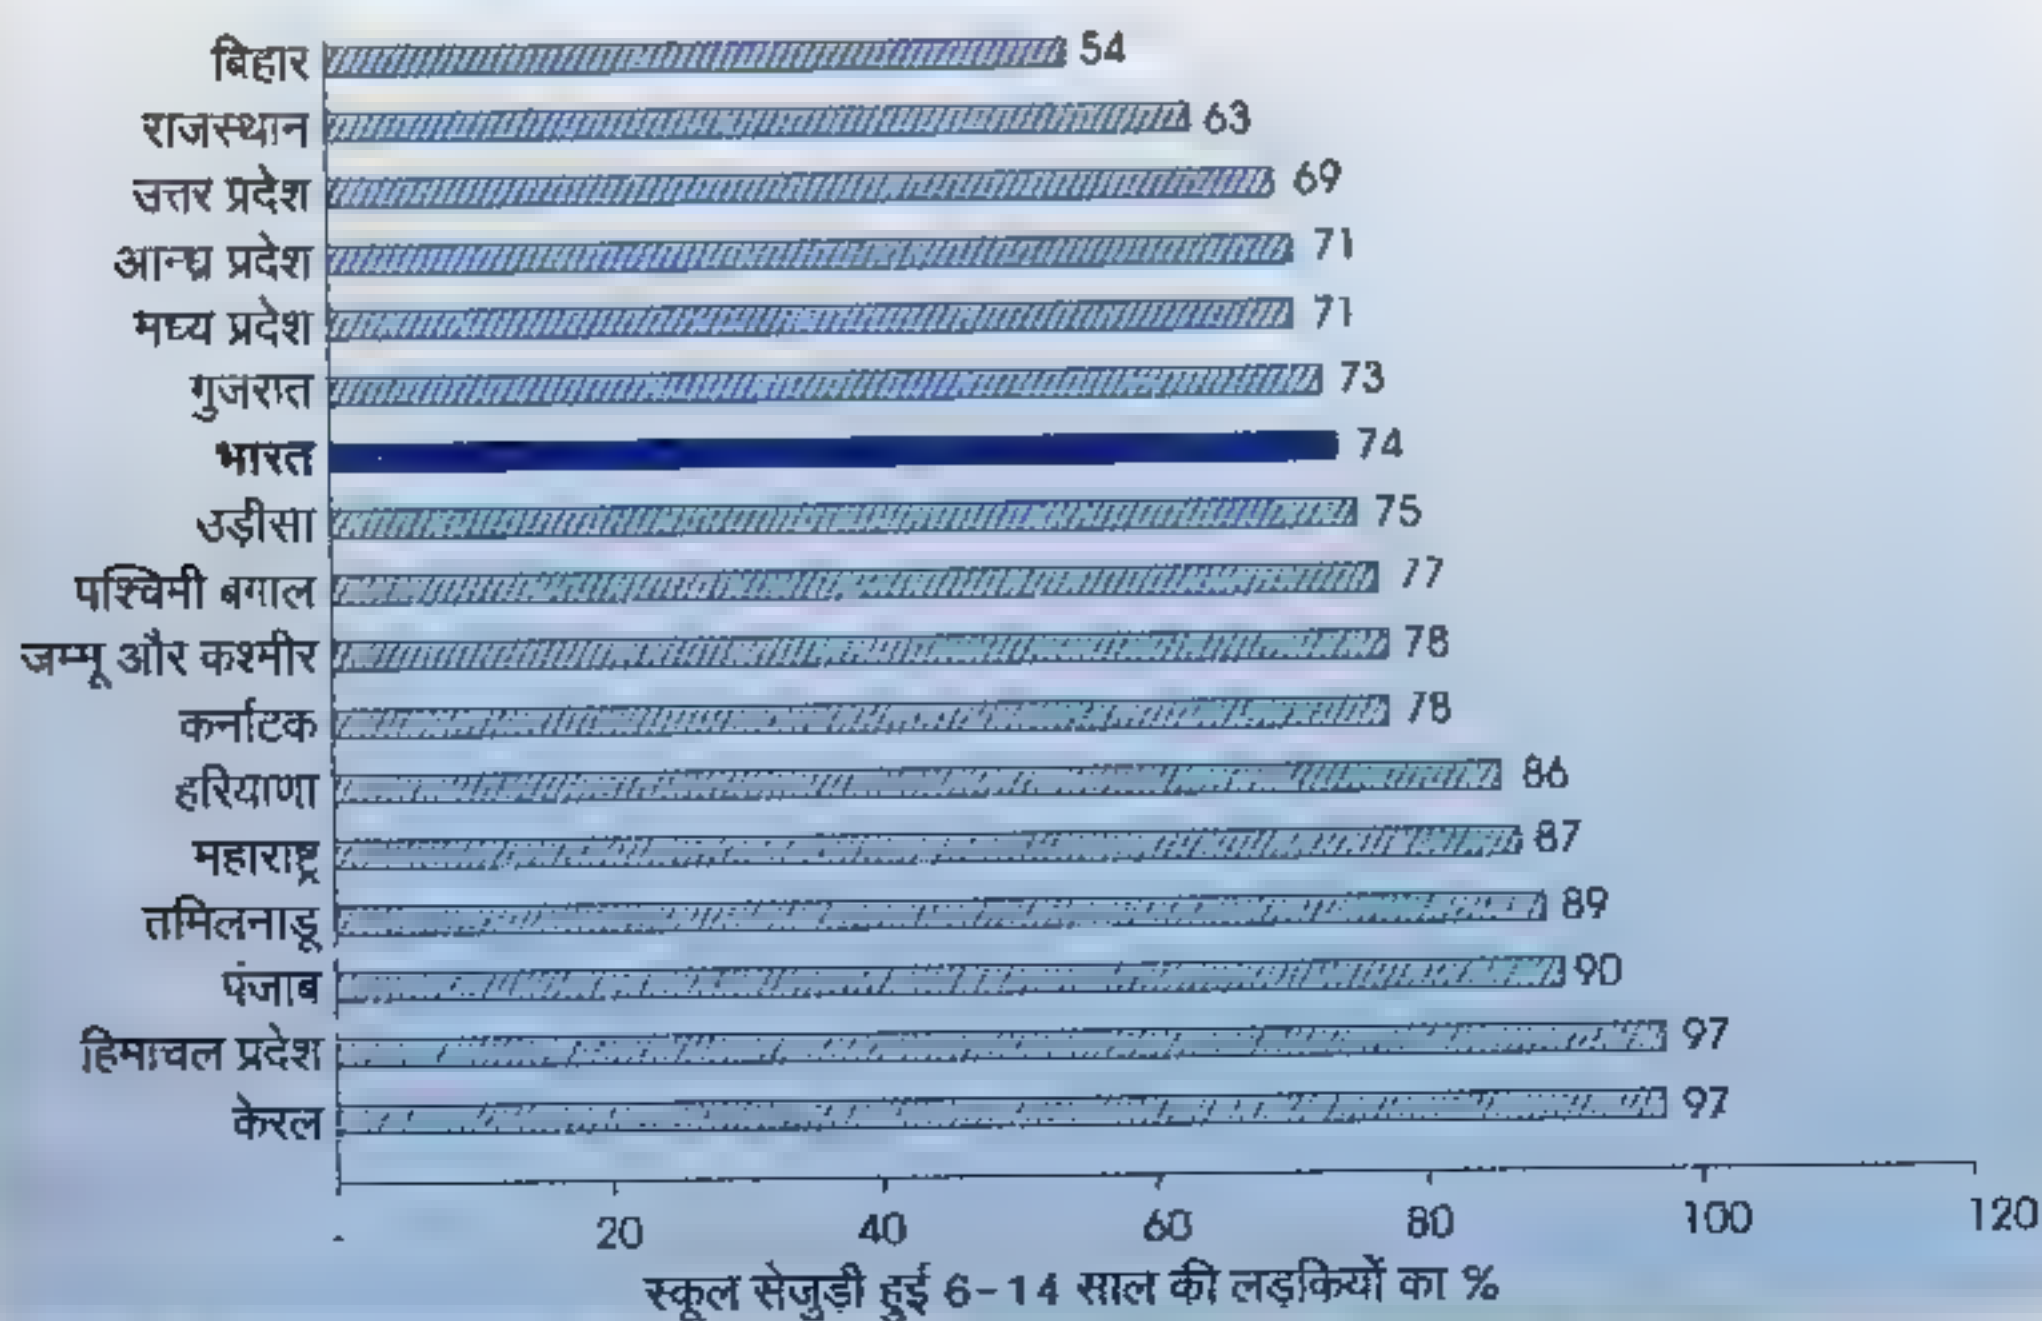 बिहार 54
राजस्थान 63
उत्तर प्रदेश 69
आन्ध्र प्रदेश 71
मध्य प्रदेश 71
गुजरात 73
भारत 74
उड़ीसा 75
पश्चिमी बगाल 77
जम्मू और कश्मीर 78
कर्नाटक 78
हरियाणा 86
महाराष्ट्र 87
तमिलनाडू 89
पंजाब 90
हिमाचल प्रदेश 97
केरल 97
- 20 40 60 80 100 120
स्कूल सेजुड़ी हुई 6-14 साल की लड़कियों का %